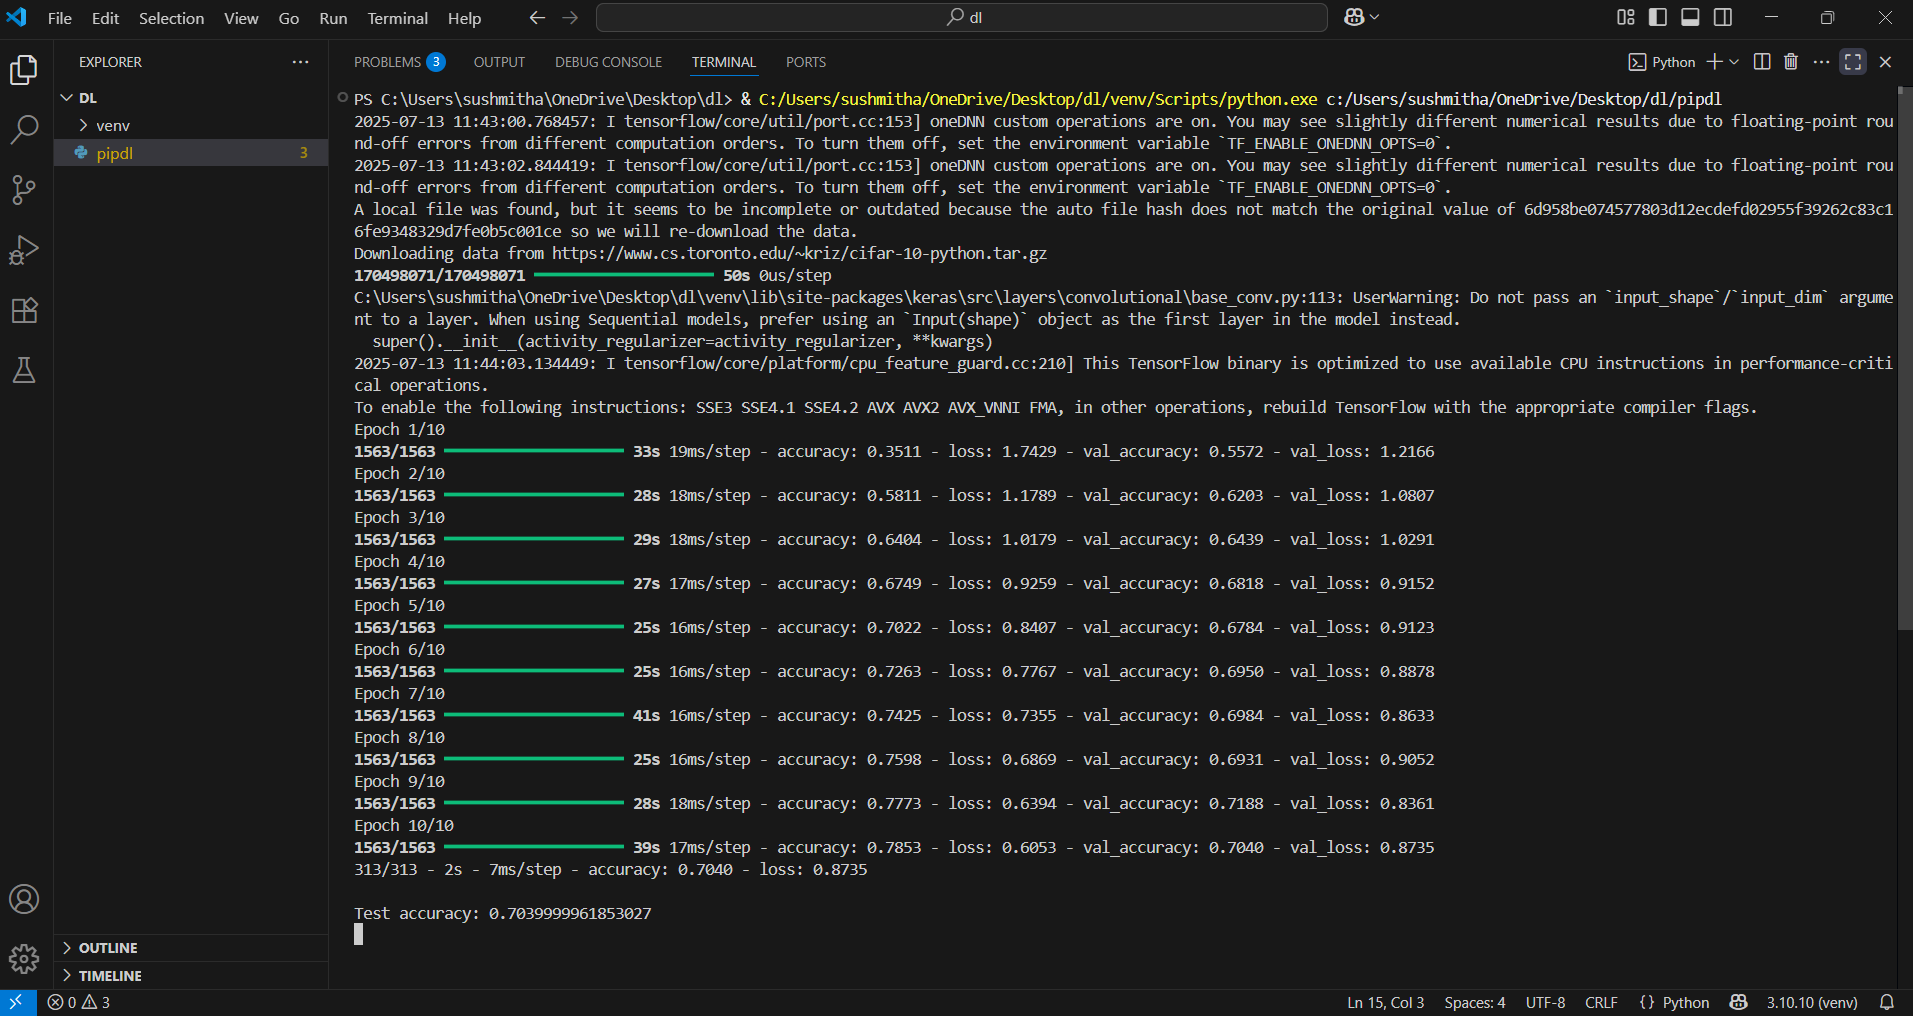 File Edit Selection View Go Run Terminal Help
dl
EXPLORER
DL
venv
pipdl 3
OUTLINE
TIMELINE
PROBLEMS 3 OUTPUT DEBUG CONSOLE TERMINAL PORTS
Python
PS C:\Users\sushmitha\OneDrive\Desktop\dl> & C:/Users/sushmitha/OneDrive/Desktop/dl/venv/Scripts/python.exe c:/Users/sushmitha/OneDrive/Desktop/dl/pipdl
2025-07-13 11:43:00.768457: I tensorflow/core/util/port.cc:153] oneDNN custom operations are on. You may see slightly different numerical results due to floating-point rou
nd-off errors from different computation orders. To turn them off, set the environment variable `TF_ENABLE_ONEDNN_OPTS=0`.
2025-07-13 11:43:02.844419: I tensorflow/core/util/port.cc:153] oneDNN custom operations are on. You may see slightly different numerical results due to floating-point rou
nd-off errors from different computation orders. To turn them off, set the environment variable `TF_ENABLE_ONEDNN_OPTS=0`.
A local file was found, but it seems to be incomplete or outdated because the auto file hash does not match the original value of 6d958be074577803d12ecdefd02955f39262c83c1
6fe9348329d7fe0b5c001ce so we will re-download the data.
Downloading data from https://www.cs.toronto.edu/~kriz/cifar-10-python.tar.gz
170498071/170498071 50s 0us/step
C:\Users\sushmitha\OneDrive\Desktop\dl\venv\lib\site-packages\keras\src\layers\convolutional\base_conv.py:113: UserWarning: Do not pass an `input_shape`/`input_dim` argume
nt to a layer. When using Sequential models, prefer using an `Input(shape)` object as the first layer in the model instead.
super().__init__(activity_regularizer=activity_regularizer, **kwargs)
2025-07-13 11:44:03.134449: I tensorflow/core/platform/cpu_feature_guard.cc:210] This TensorFlow binary is optimized to use available CPU instructions in performance-criti
cal operations.
To enable the following instructions: SSE3 SSE4.1 SSE4.2 AVX AVX2 AVX_VNNI FMA, in other operations, rebuild TensorFlow with the appropriate compiler flags.
Epoch 1/10
1563/1563 33s 19ms/step - accuracy: 0.3511 - loss: 1.7429 - val_accuracy: 0.5572 - val_loss: 1.2166
Epoch 2/10
1563/1563 28s 18ms/step - accuracy: 0.5811 - loss: 1.1789 - val_accuracy: 0.6203 - val_loss: 1.0807
Epoch 3/10
1563/1563 29s 18ms/step - accuracy: 0.6404 - loss: 1.0179 - val_accuracy: 0.6439 - val_loss: 1.0291
Epoch 4/10
1563/1563 27s 17ms/step - accuracy: 0.6749 - loss: 0.9259 - val_accuracy: 0.6818 - val_loss: 0.9152
Epoch 5/10
1563/1563 25s 16ms/step - accuracy: 0.7022 - loss: 0.8407 - val_accuracy: 0.6784 - val_loss: 0.9123
Epoch 6/10
1563/1563 25s 16ms/step - accuracy: 0.7263 - loss: 0.7767 - val_accuracy: 0.6950 - val_loss: 0.8878
Epoch 7/10
1563/1563 41s 16ms/step - accuracy: 0.7425 - loss: 0.7355 - val_accuracy: 0.6984 - val_loss: 0.8633
Epoch 8/10
1563/1563 25s 16ms/step - accuracy: 0.7598 - loss: 0.6869 - val_accuracy: 0.6931 - val_loss: 0.9052
Epoch 9/10
1563/1563 28s 18ms/step - accuracy: 0.7773 - loss: 0.6394 - val_accuracy: 0.7188 - val_loss: 0.8361
Epoch 10/10
1563/1563 39s 17ms/step - accuracy: 0.7853 - loss: 0.6053 - val_accuracy: 0.7040 - val_loss: 0.8735
313/313 - 2s - 7ms/step - accuracy: 0.7040 - loss: 0.8735
Test accuracy: 0.7039999961853027
0 3
Ln 15, Col 3 Spaces: 4 UTF-8 CRLF {} Python 3.10.10 (venv)